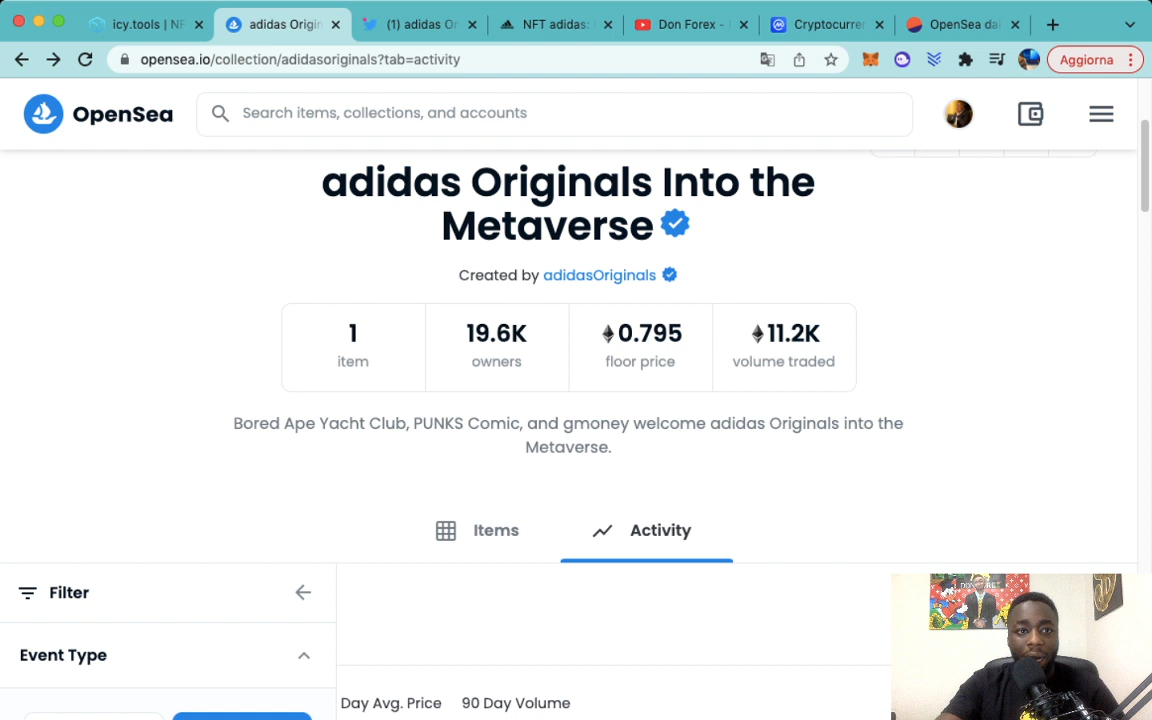 icy.tools | NF
adidas Origin
(1) adidas Or
NFT adidas:
Don Forex -
Cryptocurre
OpenSea dai
opensea.io/collection/adidasoriginals?tab=activity
Aggiorna
OpenSea
Search items, collections, and accounts
adidas Originals Into the
Metaverse
Created by adidasOriginals
1
item
19.6K
owners
0.795
floor price
11.2K
volume traded
Bored Ape Yacht Club, PUNKS Comic, and gmoney welcome adidas Originals into the
Metaverse.
Items
Activity
Filter
Event Type
Day Avg. Price
90 Day Volume